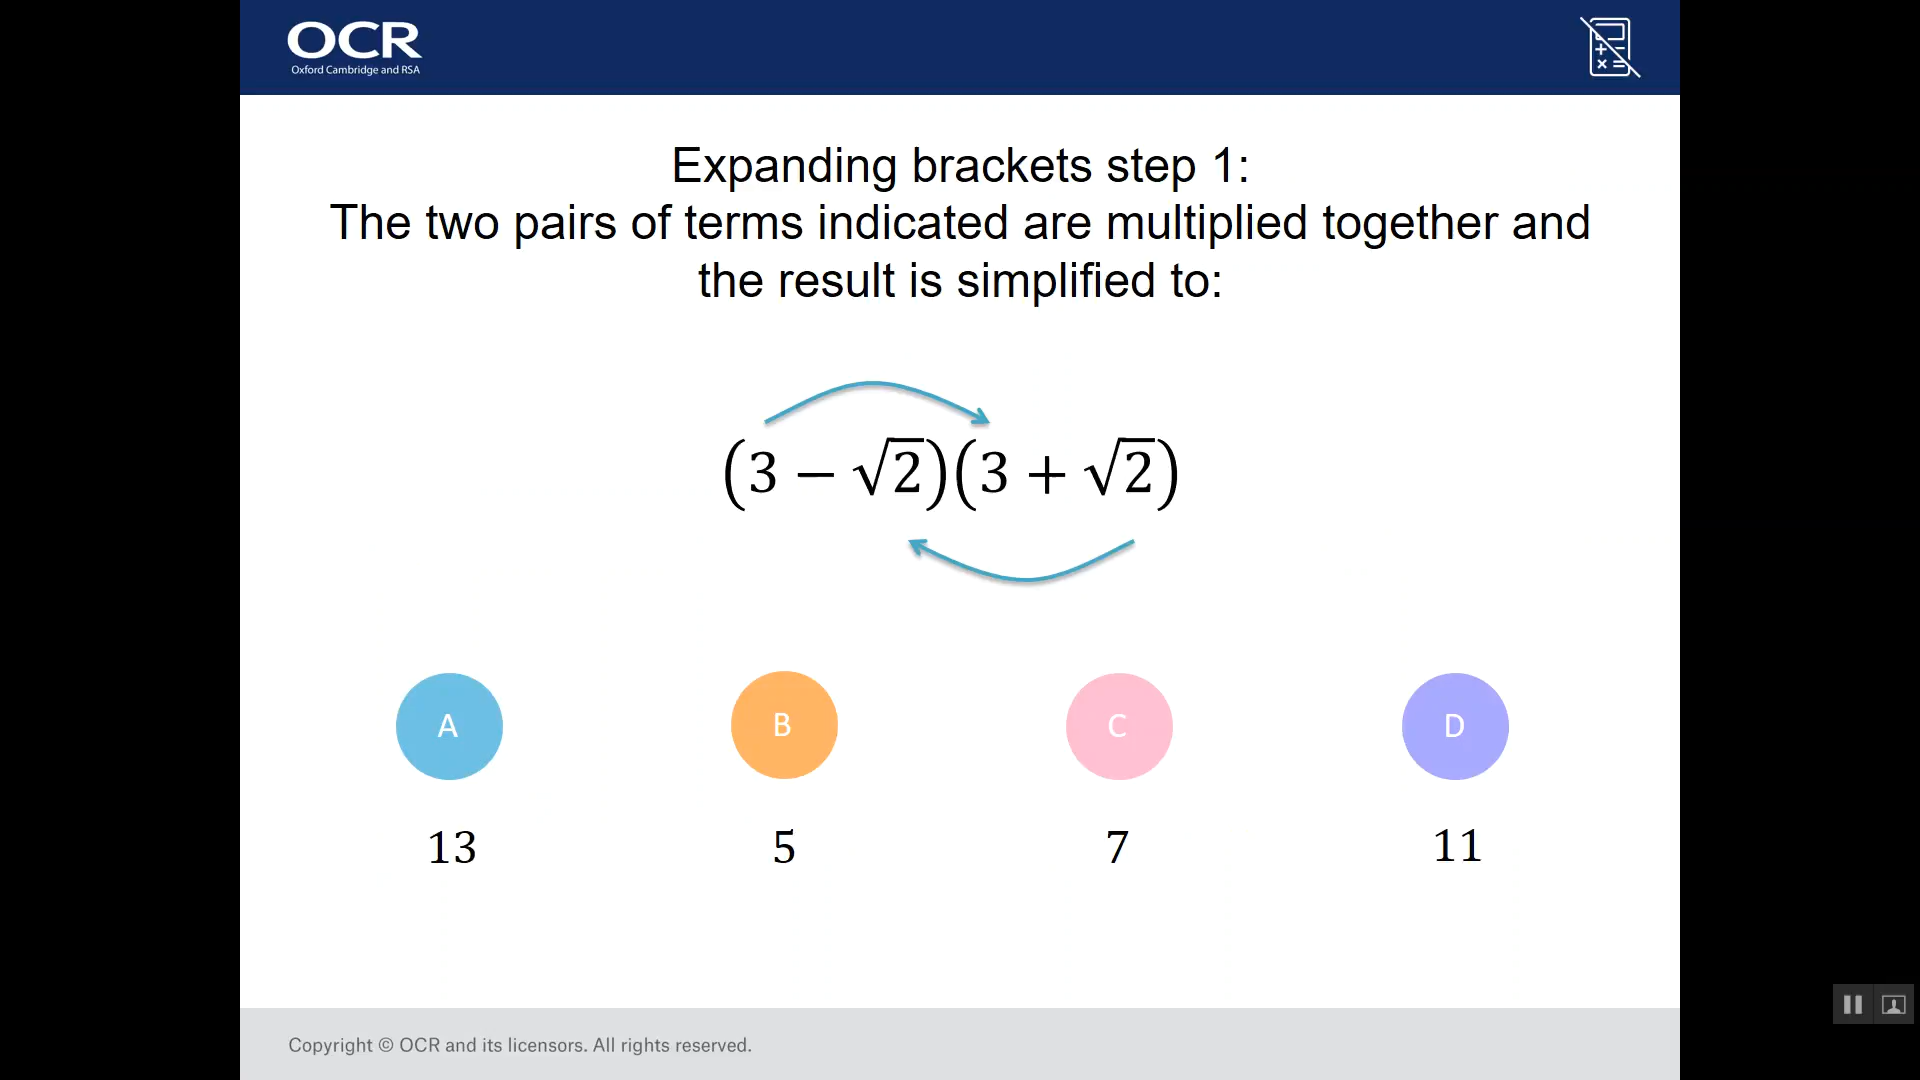 OCR
Oxford Cambridge and RSA
Expanding brackets step 1:
The two pairs of terms indicated are multiplied together and
the result is simplified to:
(3 − √2)(3 + √2)
A B C D
13 5 7 11
Copyright © OCR and its licensors. All rights reserved.